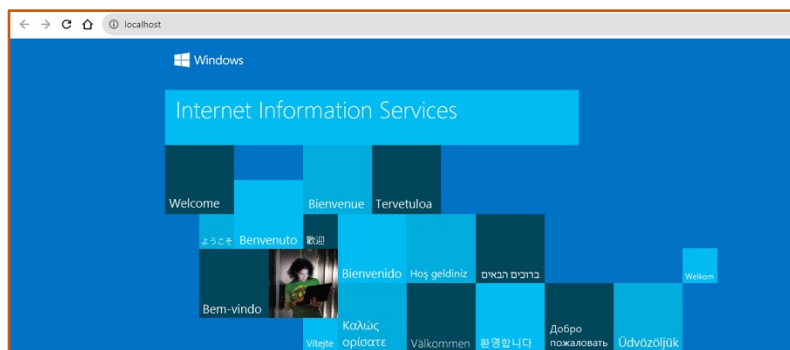 localhost
Windows
Internet Information Services
Welcome
Bienvenue
Tervetuloa
ようこそ
Benvenuto
歡迎
Bienvenido
Hoş geldiniz
ברוכים הבאים
Welkom
Bem-vindo
Vítejte
Καλώς
ορίσατε
Välkommen
환영합니다
Добро
пожаловать
Üdvözöljük